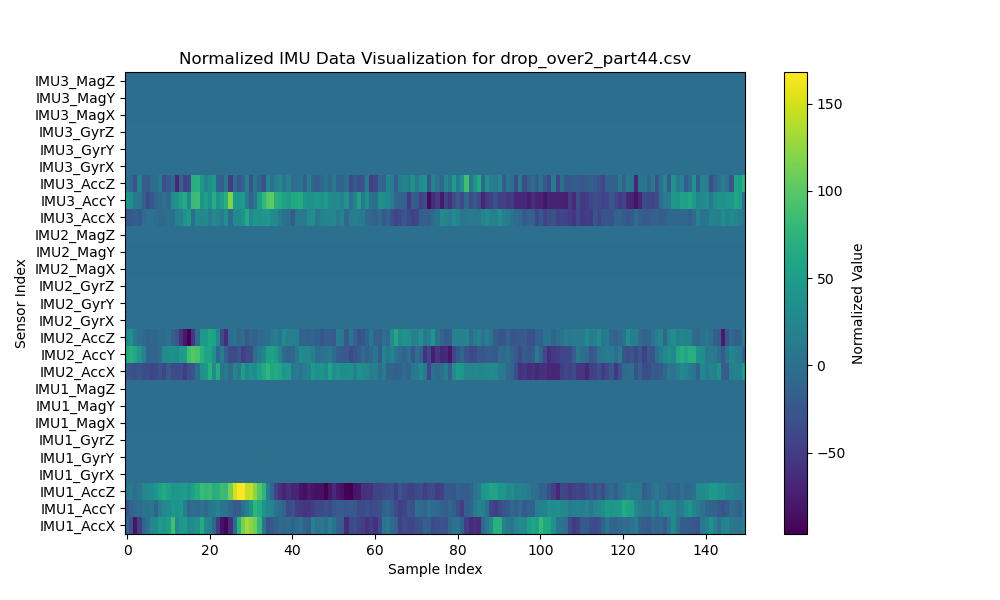 Normalized IMU Data Visualization for drop_over2_part44.csv
IMU3_MagZ
IMU3_MagY
IMU3_MagX
IMU3_GyrZ
IMU3_GyrY
IMU3_GyrX
IMU3_AccZ
IMU3_AccY
IMU3_AccX
IMU2_MagZ
IMU2_MagY
IMU2_MagX
IMU2_GyrZ
IMU2_GyrY
IMU2_GyrX
IMU2_AccZ
IMU2_AccY
IMU2_AccX
IMU1_MagZ
IMU1_MagY
IMU1_MagX
IMU1_GyrZ
IMU1_GyrY
IMU1_GyrX
IMU1_AccZ
IMU1_AccY
IMU1_AccX
Sensor Index
0 20 40 60 80 100 120 140
Sample Index
150
100
50
0
−50
Normalized Value